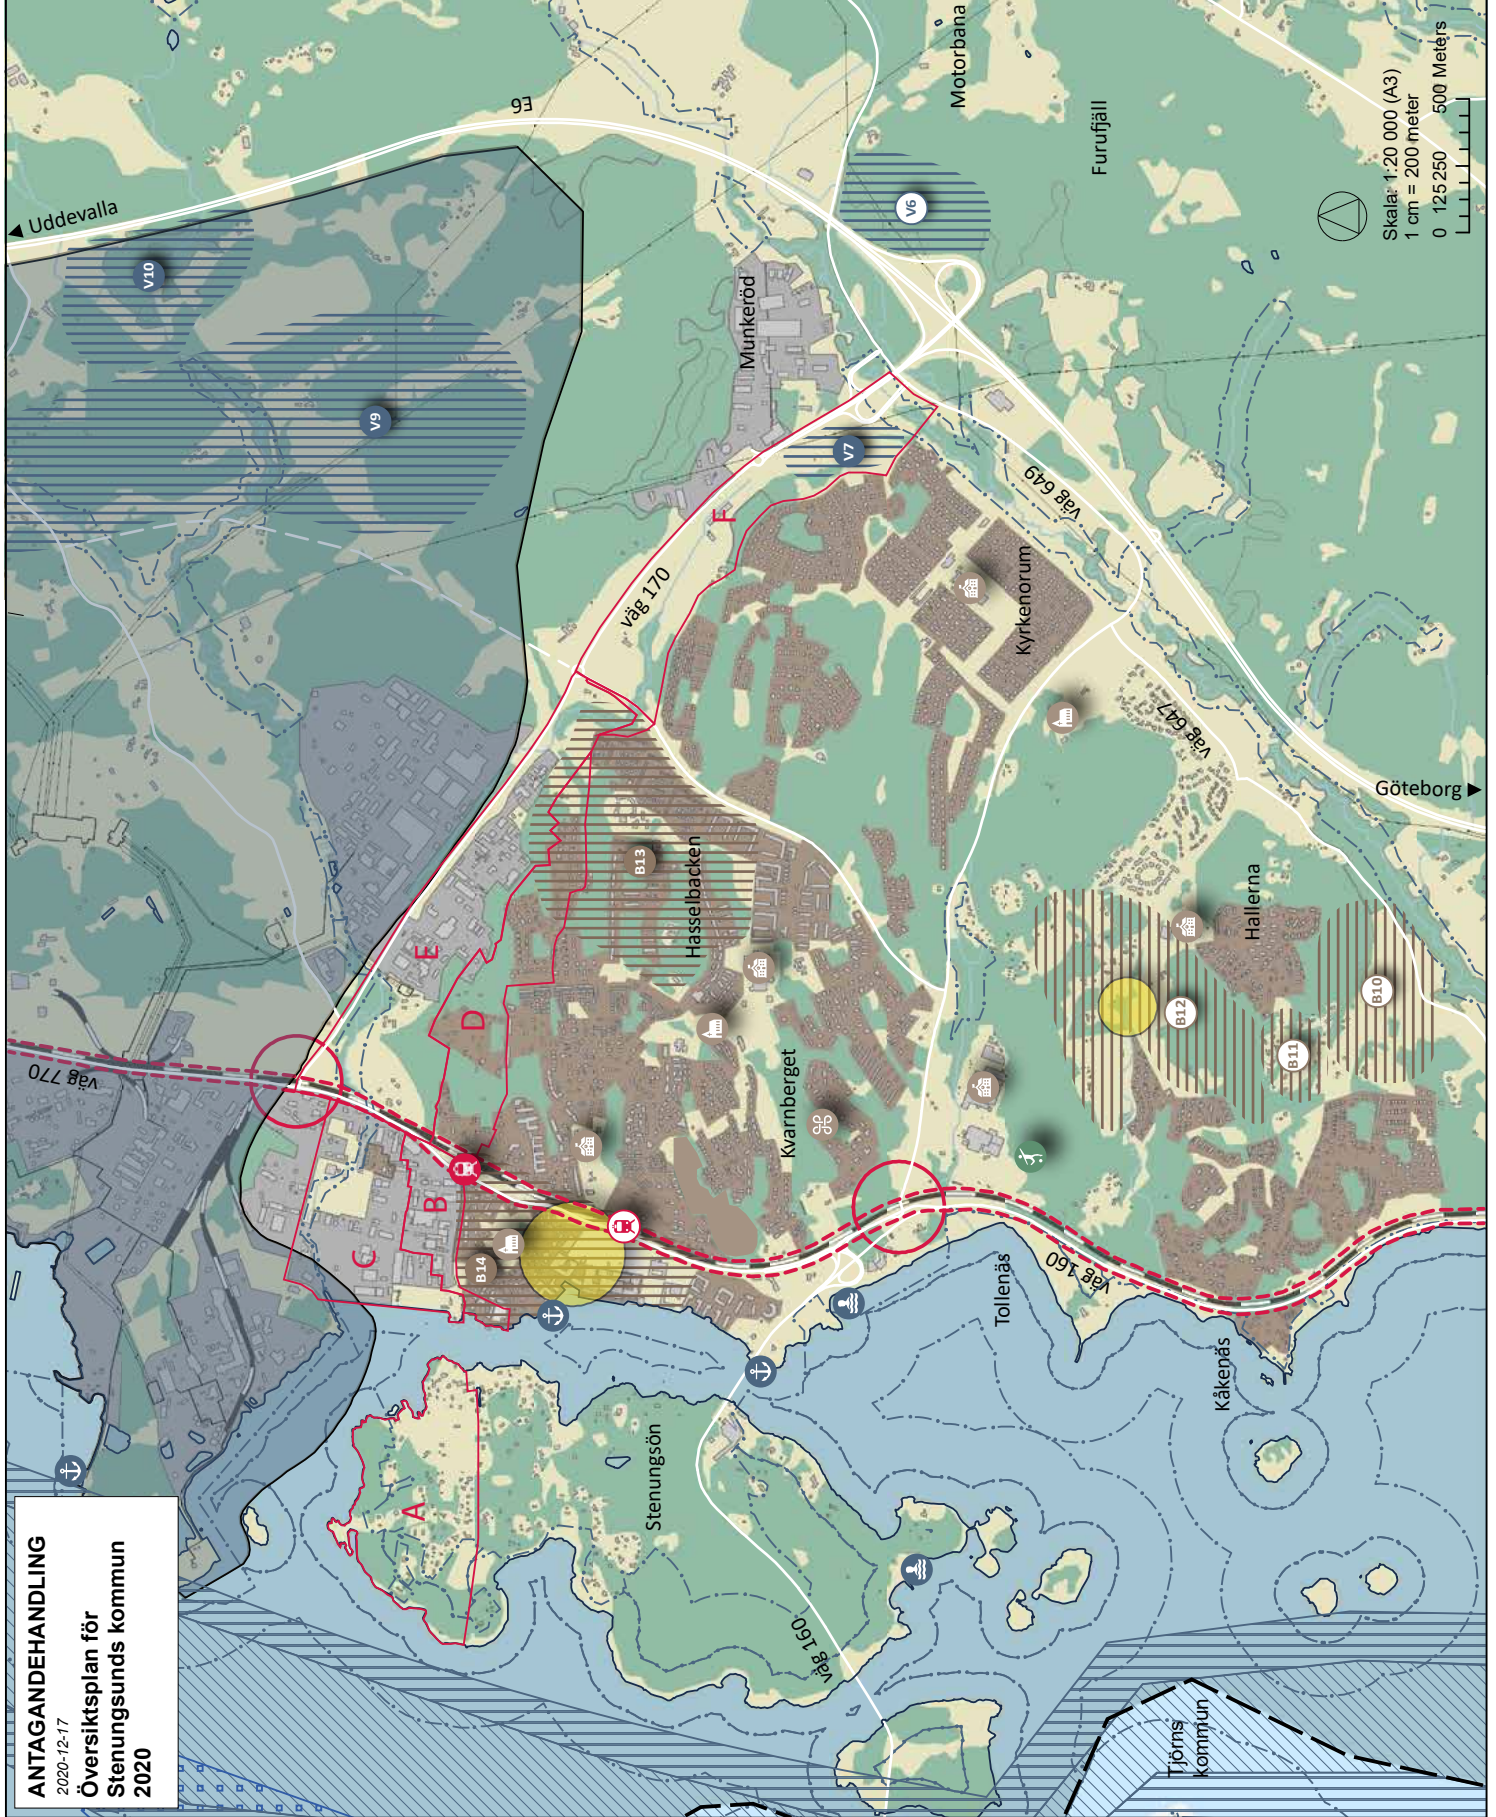 ANTAGANDEHANDLING
2020-12-17
Översiktsplan för
Stenungsunds kommun
2020
Uddevalla
E6
V10
V9
väg 770
Munkeröd
V6
Motorbana
Furufjäll
V7
F
väg 170
väg 649
Kyrkenorum
väg 647
Göteborg
E
D
B13
Hasselbacken
Kvarnberget
Hallerna
B12
B11
B10
C
B
B14
A
Stenungsön
Tollenäs
väg 160
Kåkenäs
väg 160
Tjörns
kommun
Skala: 1:20 000 (A3)
1 cm = 200 meter
0 125 250 500 Meters